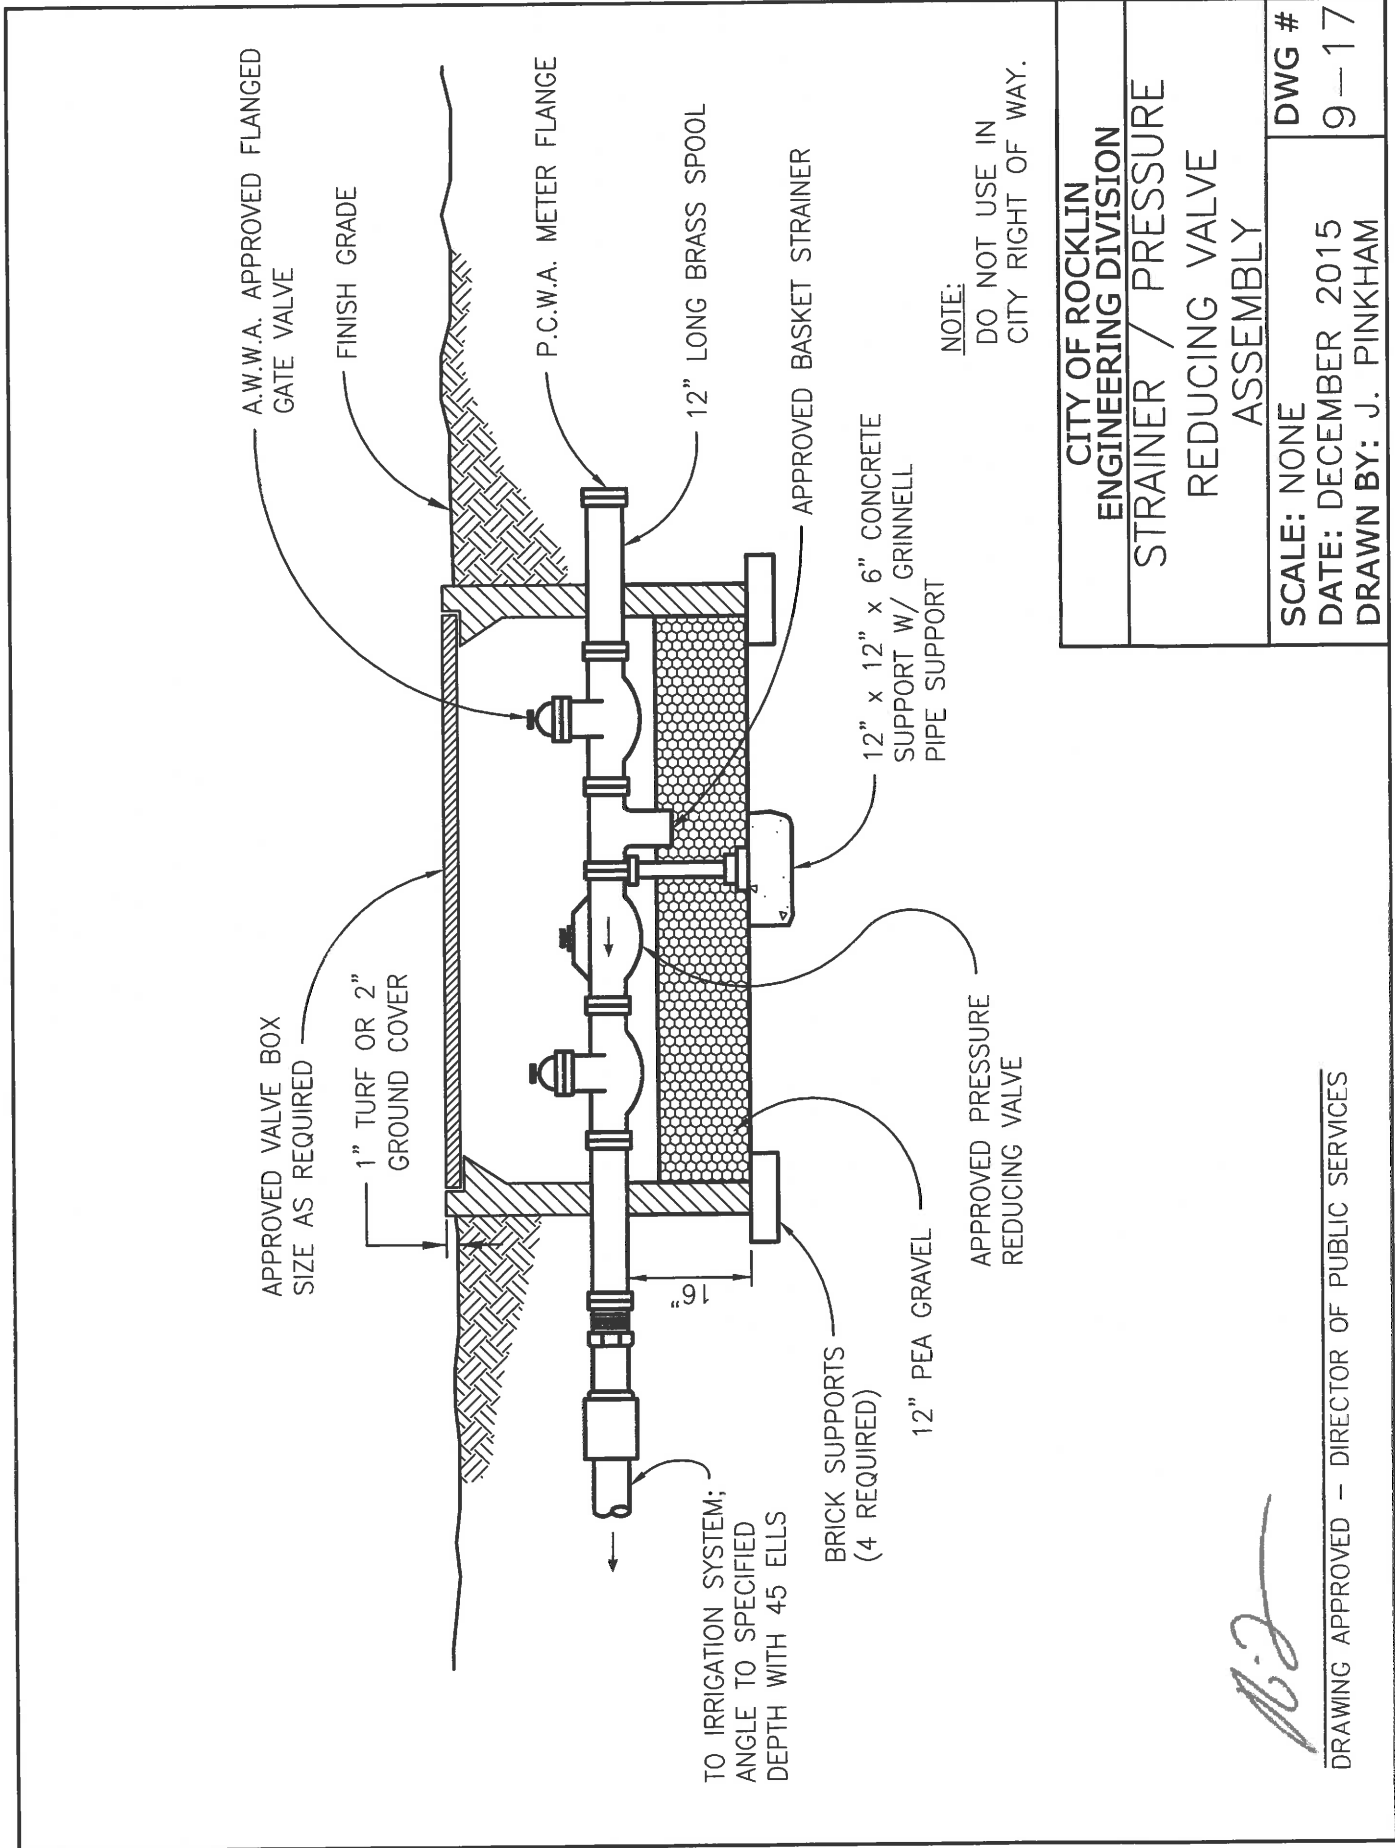 A.W.W.A. APPROVED FLANGED
GATE VALVE
FINISH GRADE
P.C.W.A. METER FLANGE
12" LONG BRASS SPOOL
APPROVED BASKET STRAINER
12" x 12" x 6" CONCRETE
SUPPORT W/ GRINNELL
PIPE SUPPORT
APPROVED VALVE BOX
SIZE AS REQUIRED
1" TURF OR 2"
GROUND COVER
16"
APPROVED PRESSURE
REDUCING VALVE
12" PEA GRAVEL
BRICK SUPPORTS
(4 REQUIRED)
TO IRRIGATION SYSTEM;
ANGLE TO SPECIFIED
DEPTH WITH 45 ELLS
NOTE:
DO NOT USE IN
CITY RIGHT OF WAY.
DRAWING APPROVED – DIRECTOR OF PUBLIC SERVICES
CITY OF ROCKLIN
ENGINEERING DIVISION
STRAINER / PRESSURE
REDUCING VALVE
ASSEMBLY
SCALE: NONE
DATE: DECEMBER 2015
DRAWN BY: J. PINKHAM
DWG #
9–17